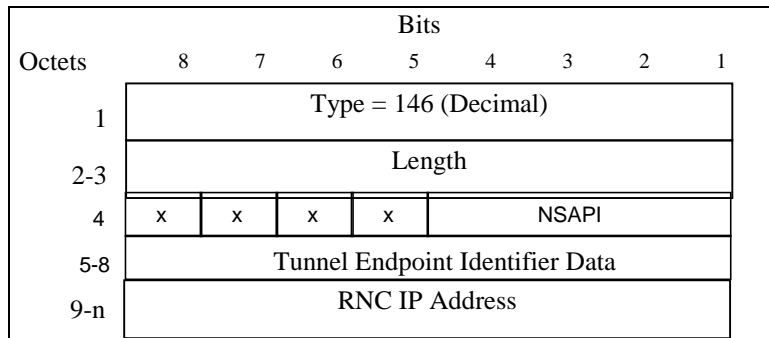 Bits
Octets 8 7 6 5 4 3 2 1
1 Type = 146 (Decimal)
2-3 Length
4 x x x x NSAPI
5-8 Tunnel Endpoint Identifier Data
9-n RNC IP Address